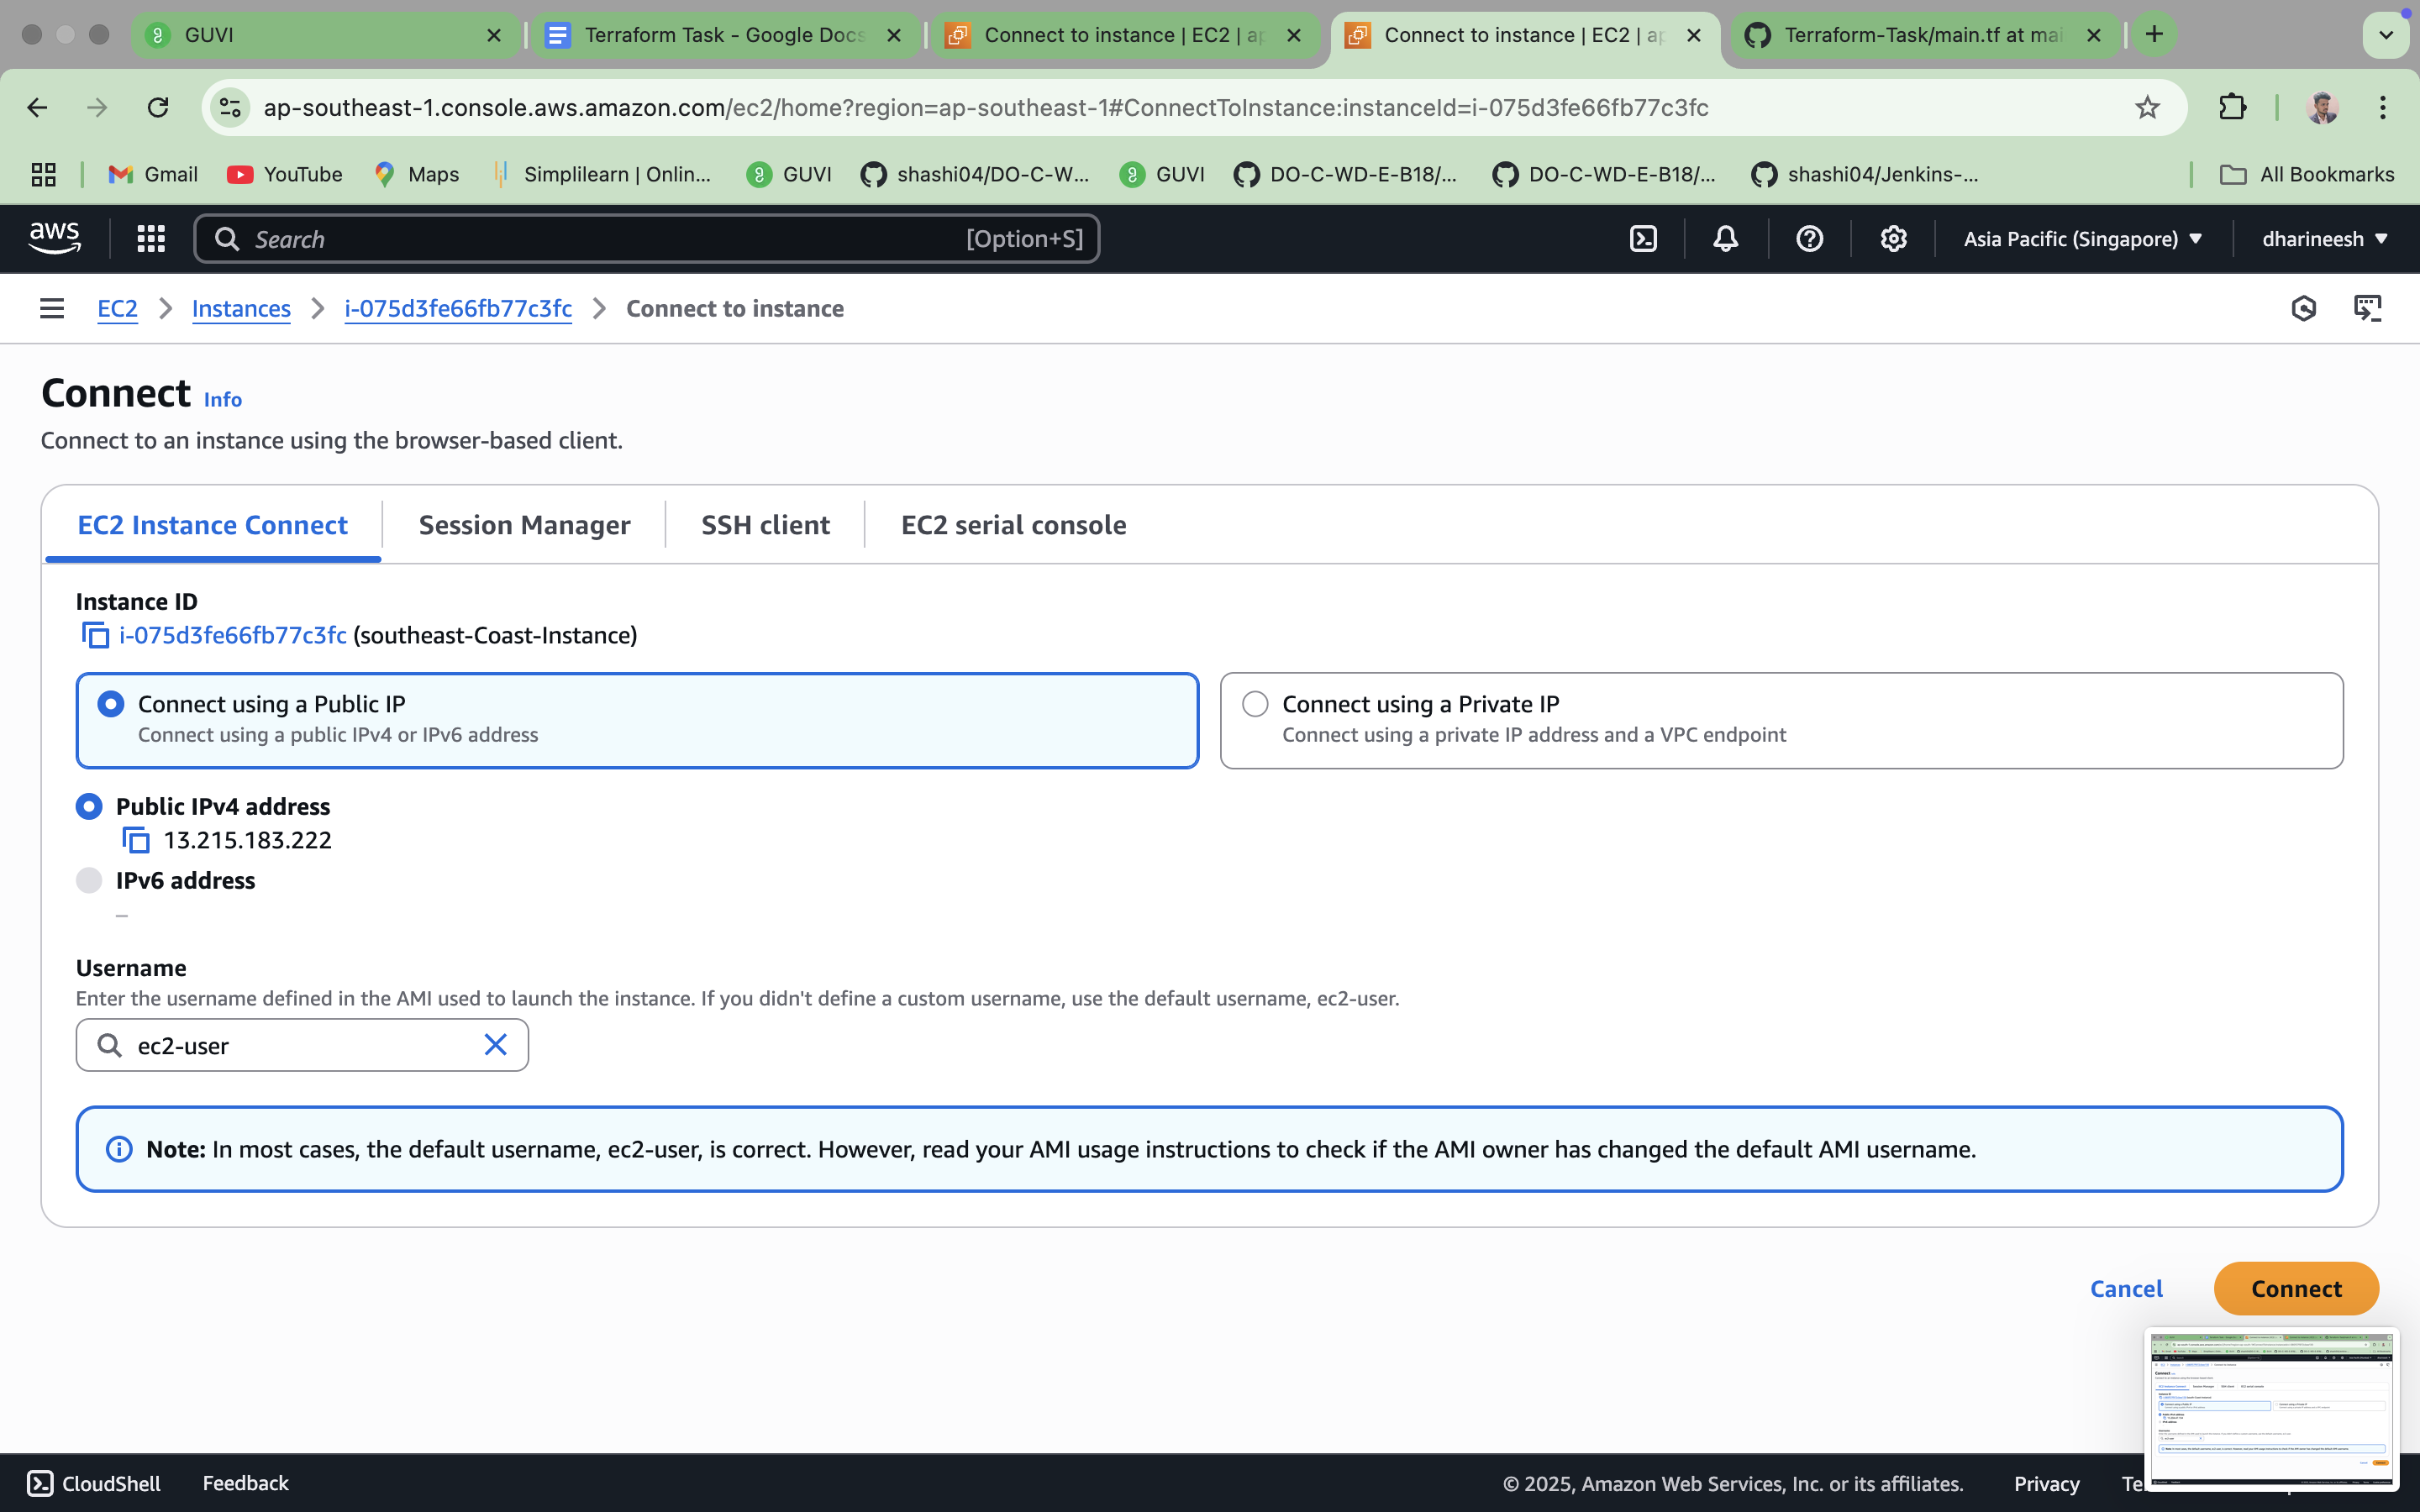 GUVI
Terraform Task - Google Docs
Connect to instance | EC2 | ap
Connect to instance | EC2 | ap
Terraform-Task/main.tf at mai
ap-southeast-1.console.aws.amazon.com/ec2/home?region=ap-southeast-1#ConnectToInstance:instanceId=i-075d3fe66fb77c3fc
Gmail
YouTube
Maps
Simplilearn | Onlin...
GUVI
shashi04/DO-C-W...
GUVI
DO-C-WD-E-B18/...
DO-C-WD-E-B18/...
shashi04/Jenkins-...
All Bookmarks
aws
Search
[Option+S]
Asia Pacific (Singapore)
dharineesh
EC2
Instances
i-075d3fe66fb77c3fc
Connect to instance
Connect Info
Connect to an instance using the browser-based client.
EC2 Instance Connect
Session Manager
SSH client
EC2 serial console
Instance ID
i-075d3fe66fb77c3fc (southeast-Coast-Instance)
Connect using a Public IP
Connect using a public IPv4 or IPv6 address
Connect using a Private IP
Connect using a private IP address and a VPC endpoint
Public IPv4 address
13.215.183.222
IPv6 address
–
Username
Enter the username defined in the AMI used to launch the instance. If you didn't define a custom username, use the default username, ec2-user.
ec2-user
Note: In most cases, the default username, ec2-user, is correct. However, read your AMI usage instructions to check if the AMI owner has changed the default AMI username.
Cancel
Connect
CloudShell
Feedback
© 2025, Amazon Web Services, Inc. or its affiliates.
Privacy